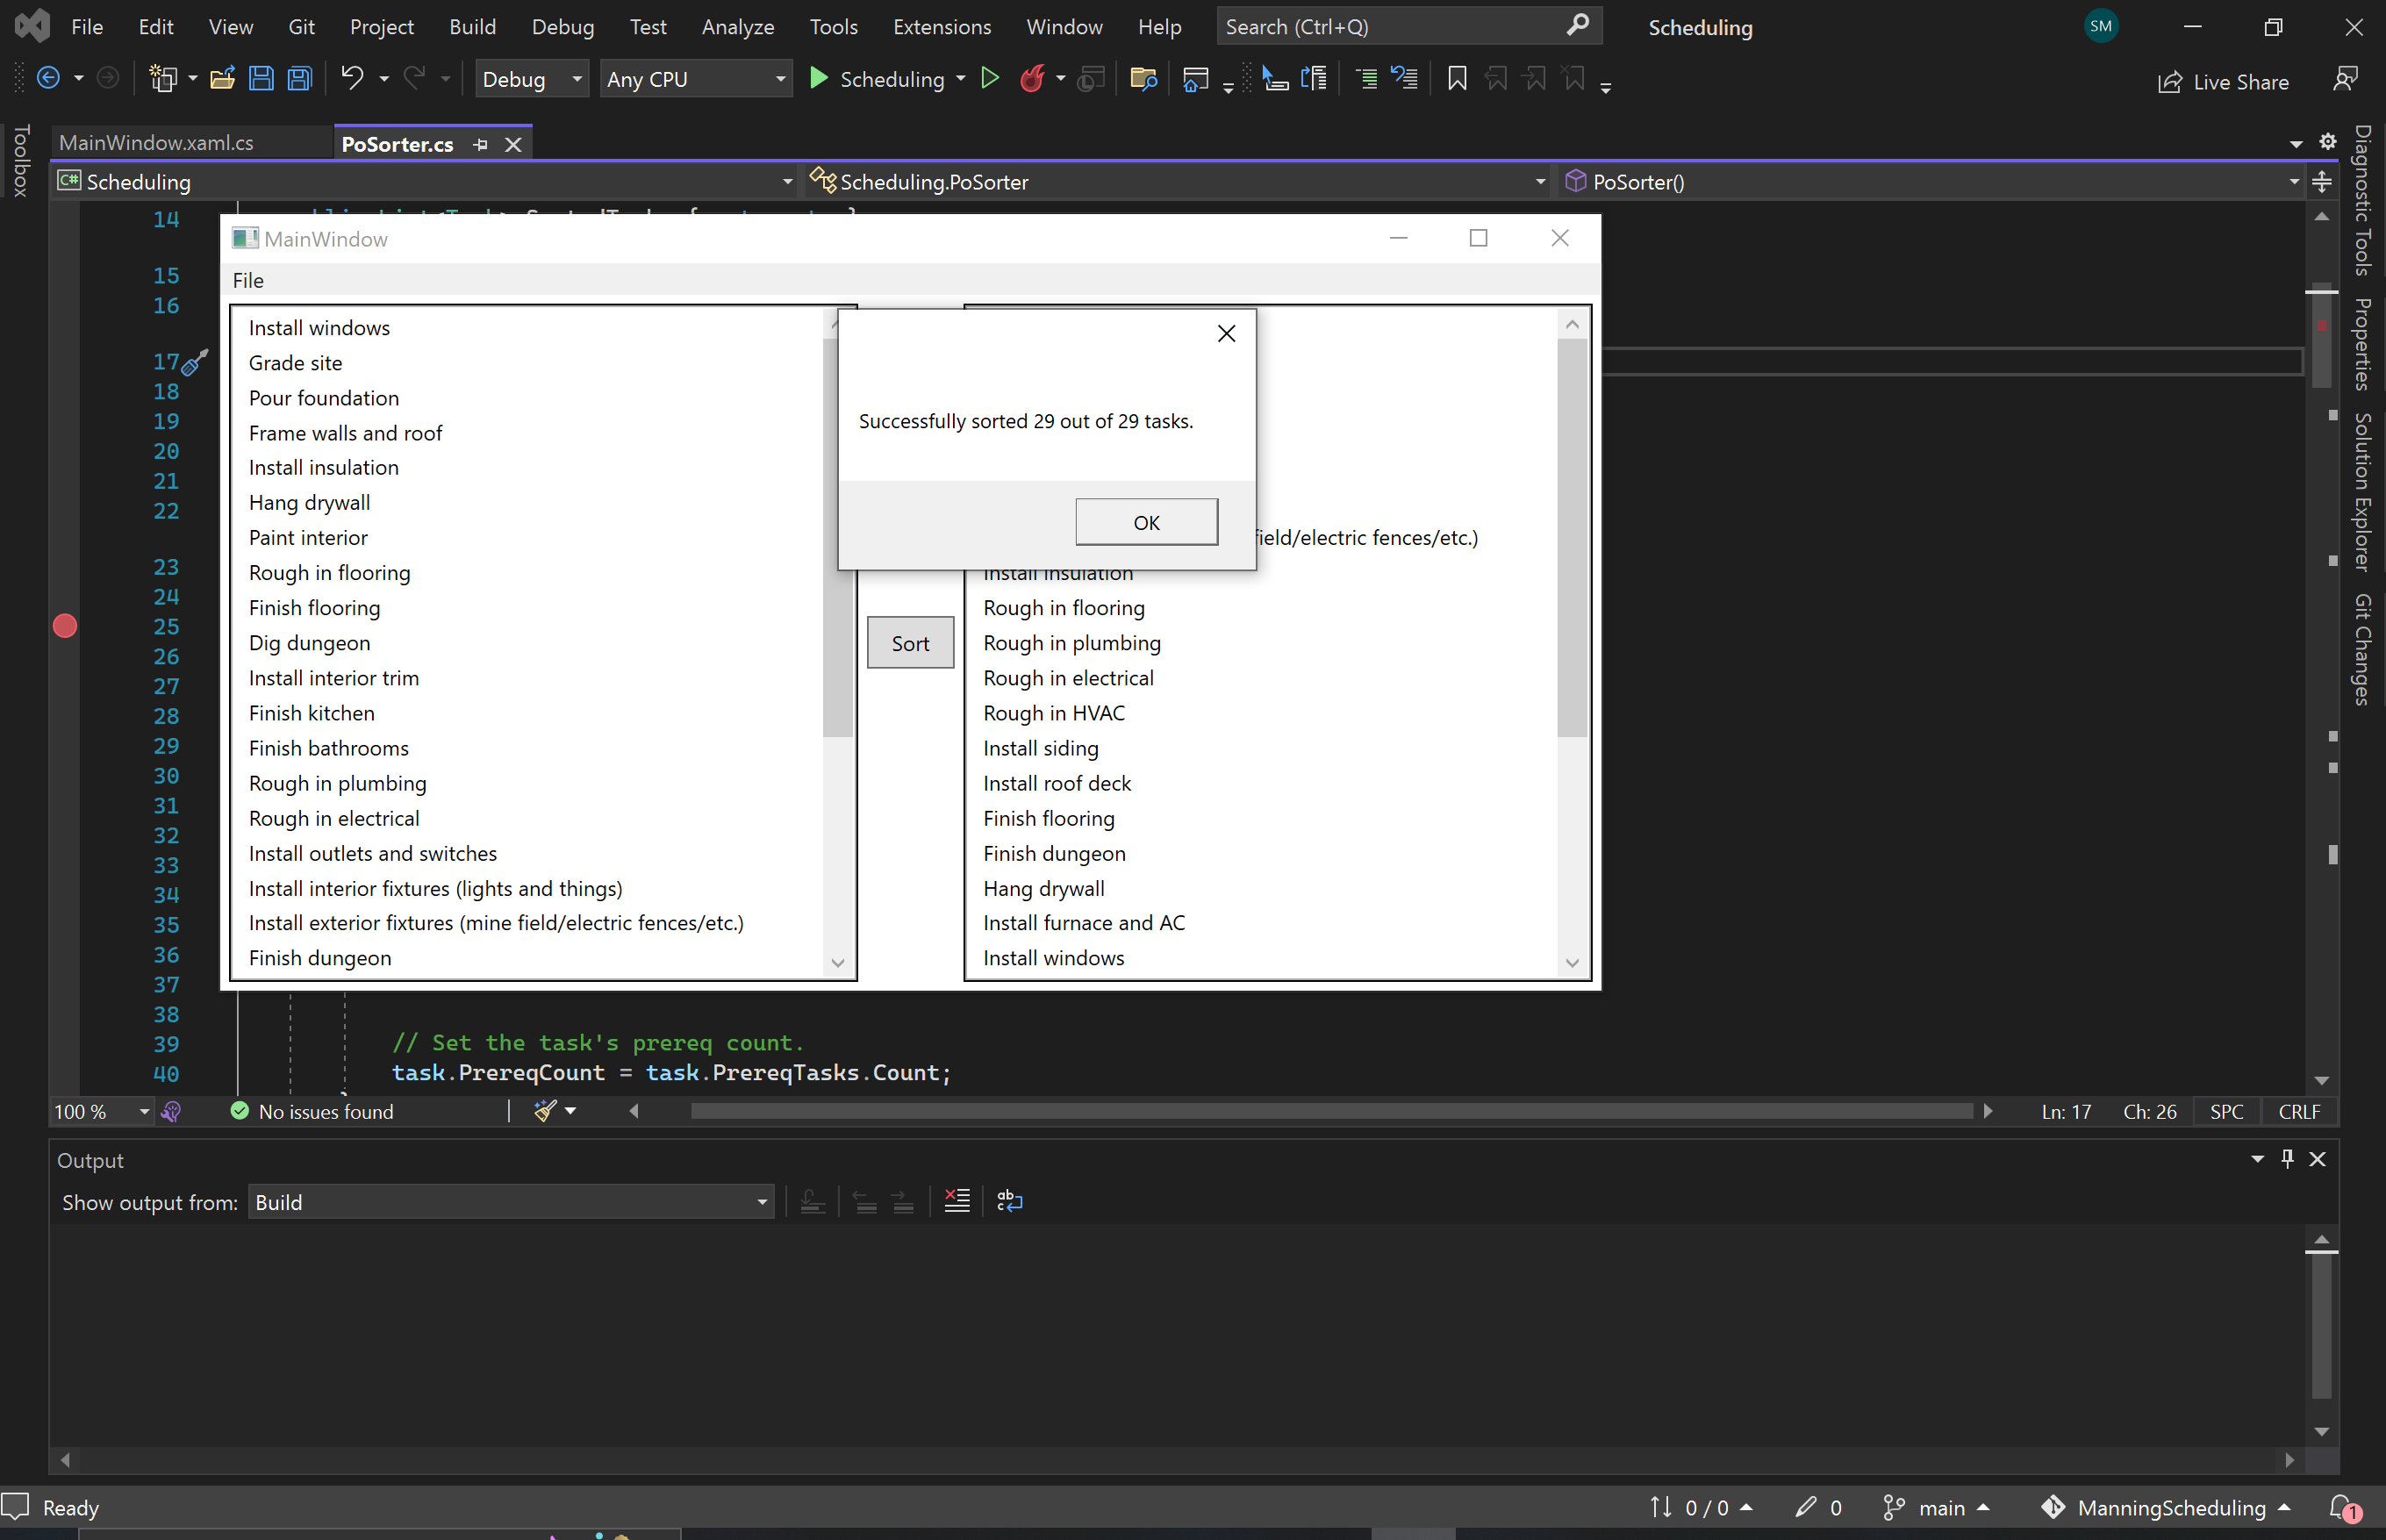 File Edit View Git Project Build Debug Test Analyze Tools Extensions Window Help Search (Ctrl+Q) Scheduling SM
Debug Any CPU Scheduling Live Share
Toolbox
MainWindow.xaml.cs PoSorter.cs
Scheduling Scheduling.PoSorter PoSorter()
14
15
16
17
18
19
20
21
22
23
24
25
26
27
28
29
30
31
32
33
34
35
36
37
38
39
40
MainWindow
File
Install windows
Grade site
Pour foundation
Frame walls and roof
Install insulation
Hang drywall
Paint interior
Rough in flooring
Finish flooring
Dig dungeon
Install interior trim
Finish kitchen
Finish bathrooms
Rough in plumbing
Rough in electrical
Install outlets and switches
Install interior fixtures (lights and things)
Install exterior fixtures (mine field/electric fences/etc.)
Finish dungeon
Successfully sorted 29 out of 29 tasks.
OK
Sort
field/electric fences/etc.)
Install insulation
Rough in flooring
Rough in plumbing
Rough in electrical
Rough in HVAC
Install siding
Install roof deck
Finish flooring
Finish dungeon
Hang drywall
Install furnace and AC
Install windows
// Set the task's prereq count.
task.PrereqCount = task.PrereqTasks.Count;
100 % No issues found Ln: 17 Ch: 26 SPC CRLF
Output
Show output from: Build
Diagnostic Tools
Properties
Solution Explorer
Git Changes
Ready 0 / 0 0 main ManningScheduling 1